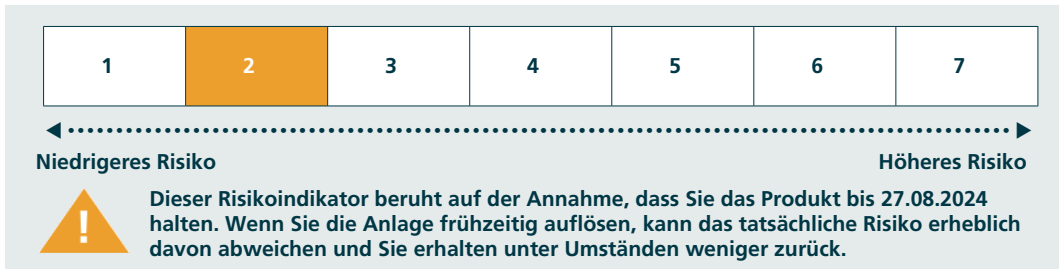 1 2 3 4 5 6 7
Niedrigeres Risiko Höheres Risiko
! Dieser Risikoindikator beruht auf der Annahme, dass Sie das Produkt bis 27.08.2024
halten. Wenn Sie die Anlage frühzeitig auflösen, kann das tatsächliche Risiko erheblich
davon abweichen und Sie erhalten unter Umständen weniger zurück.